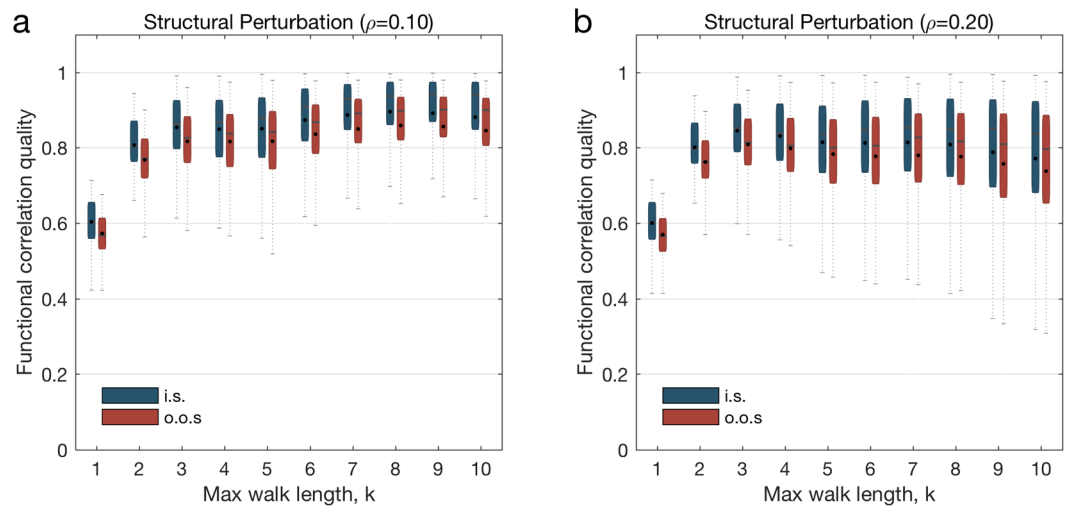 a
Structural Perturbation (ρ=0.10)
Functional correlation quality
1
0.8
0.6
0.4
0.2
0
i.s.
o.o.s
1 2 3 4 5 6 7 8 9 10
Max walk length, k
b
Structural Perturbation (ρ=0.20)
Functional correlation quality
1
0.8
0.6
0.4
0.2
0
i.s.
o.o.s
1 2 3 4 5 6 7 8 9 10
Max walk length, k